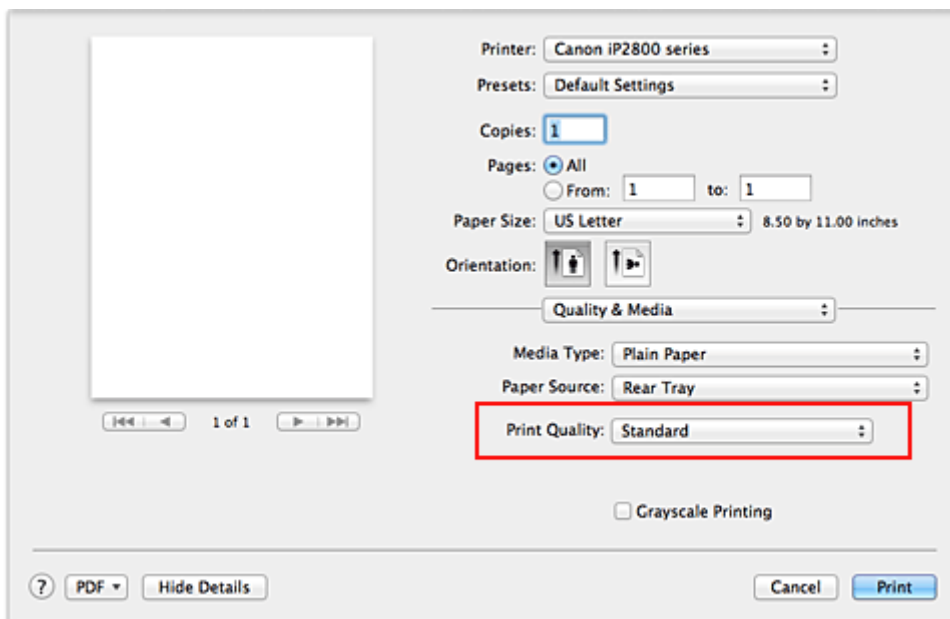 Printer: Canon iP2800 series
Presets: Default Settings
Copies: 1
Pages: All
From: 1 to: 1
Paper Size: US Letter 8.50 by 11.00 inches
Orientation:
Quality & Media
Media Type: Plain Paper
Paper Source: Rear Tray
1 of 1
Print Quality: Standard
Grayscale Printing
? PDF Hide Details Cancel Print